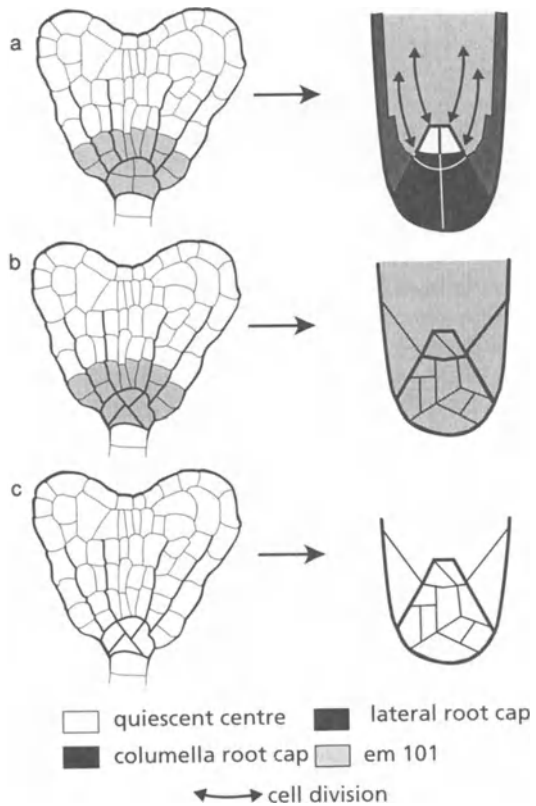 a
b
c
quiescent centre
lateral root cap
columella root cap
em 101
cell division